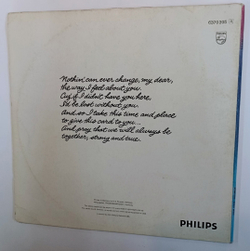 PHILIPS
Nothin' can ever change, my dear,
the way I feel about you.
Cuz if I didn't have you here,
I'd be lost without you.
And so I take this time and place
to give this card to you...
And pray that we will always be
together, strong and true.
PHILIPS